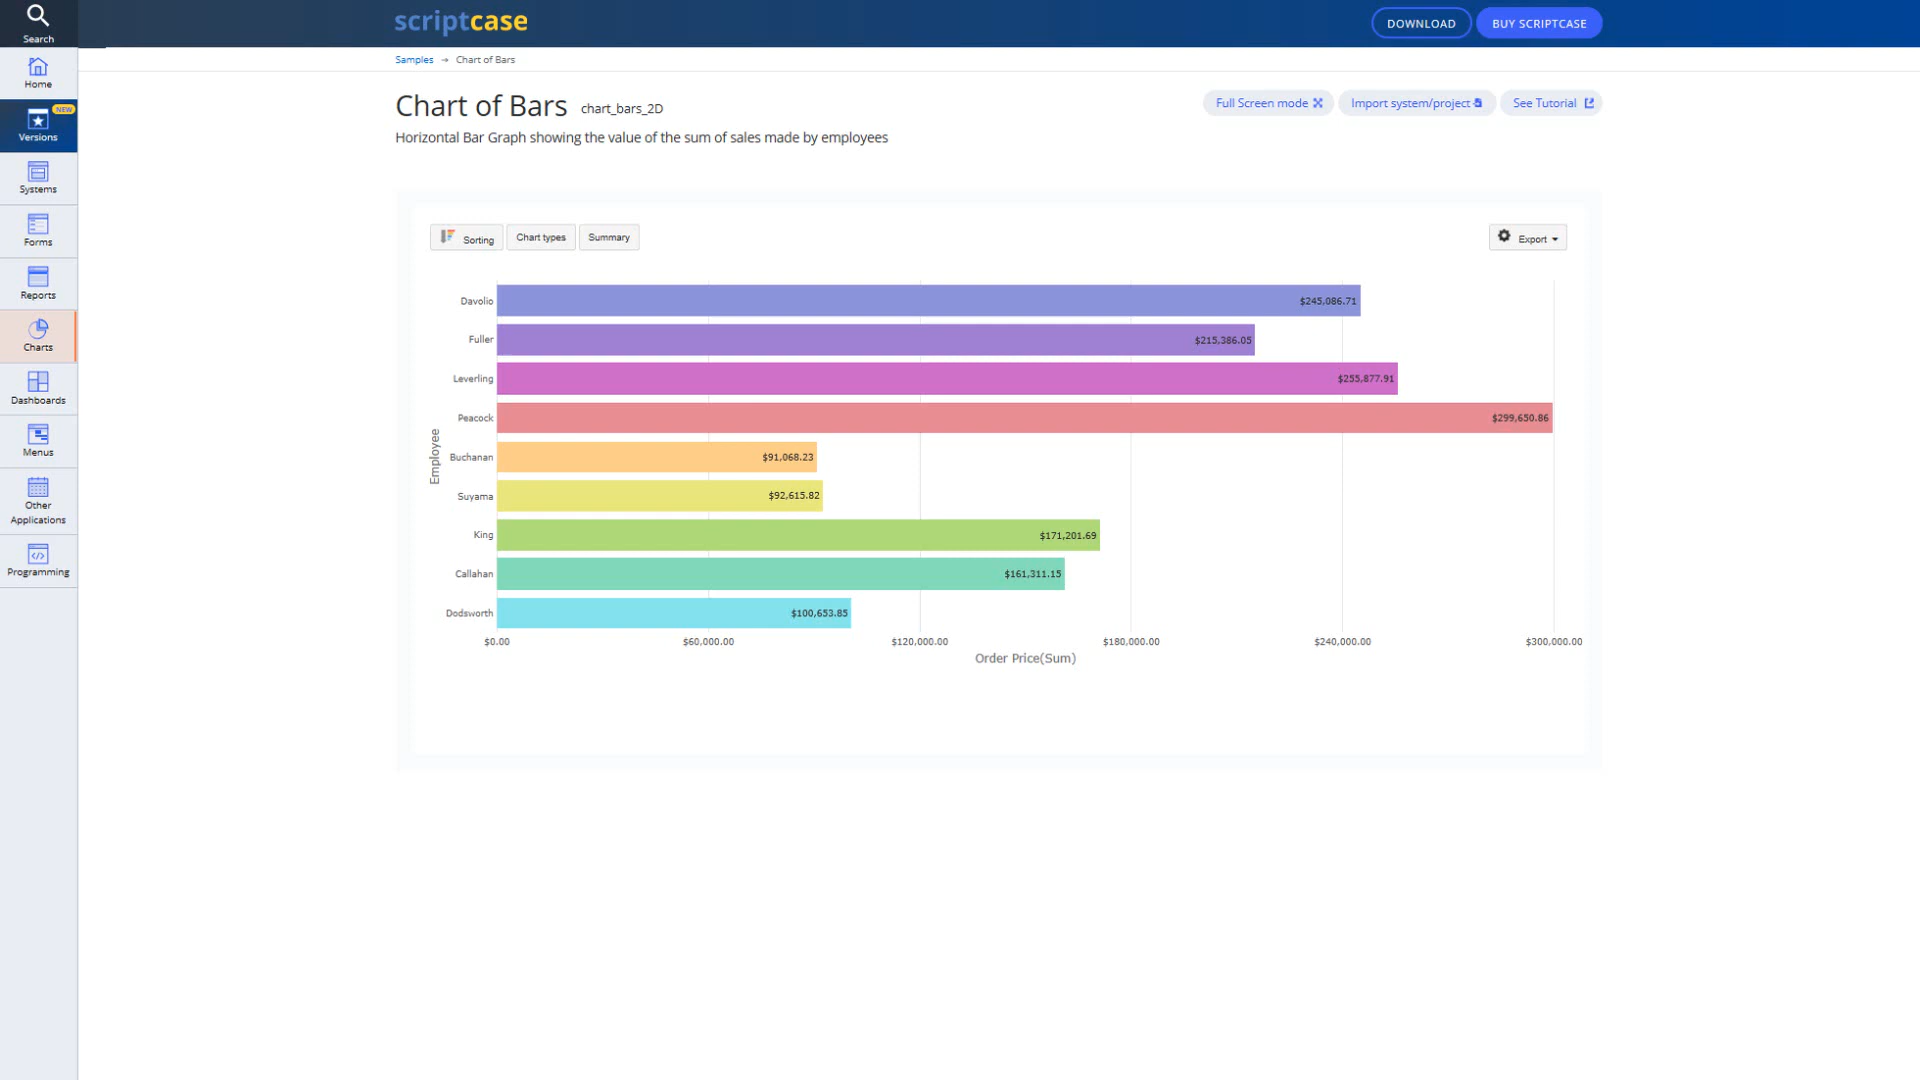 Search
Home
NEW
Versions
Systems
Forms
Reports
Charts
Dashboards
Menus
Other
Applications
Programming
scriptcase
DOWNLOAD
BUY SCRIPTCASE
Samples → Chart of Bars
Chart of Bars chart_bars_2D
Full Screen mode
Import system/project
See Tutorial
Horizontal Bar Graph showing the value of the sum of sales made by employees
Sorting
Chart types
Summary
Export
Employee
Davolio $245,086.71
Fuller $215,386.05
Leverling $255,877.91
Peacock $299,650.86
Buchanan $91,068.23
Suyama $92,615.82
King $171,201.69
Callahan $161,311.15
Dodsworth $100,653.85
$0.00 $60,000.00 $120,000.00 $180,000.00 $240,000.00 $300,000.00
Order Price(Sum)